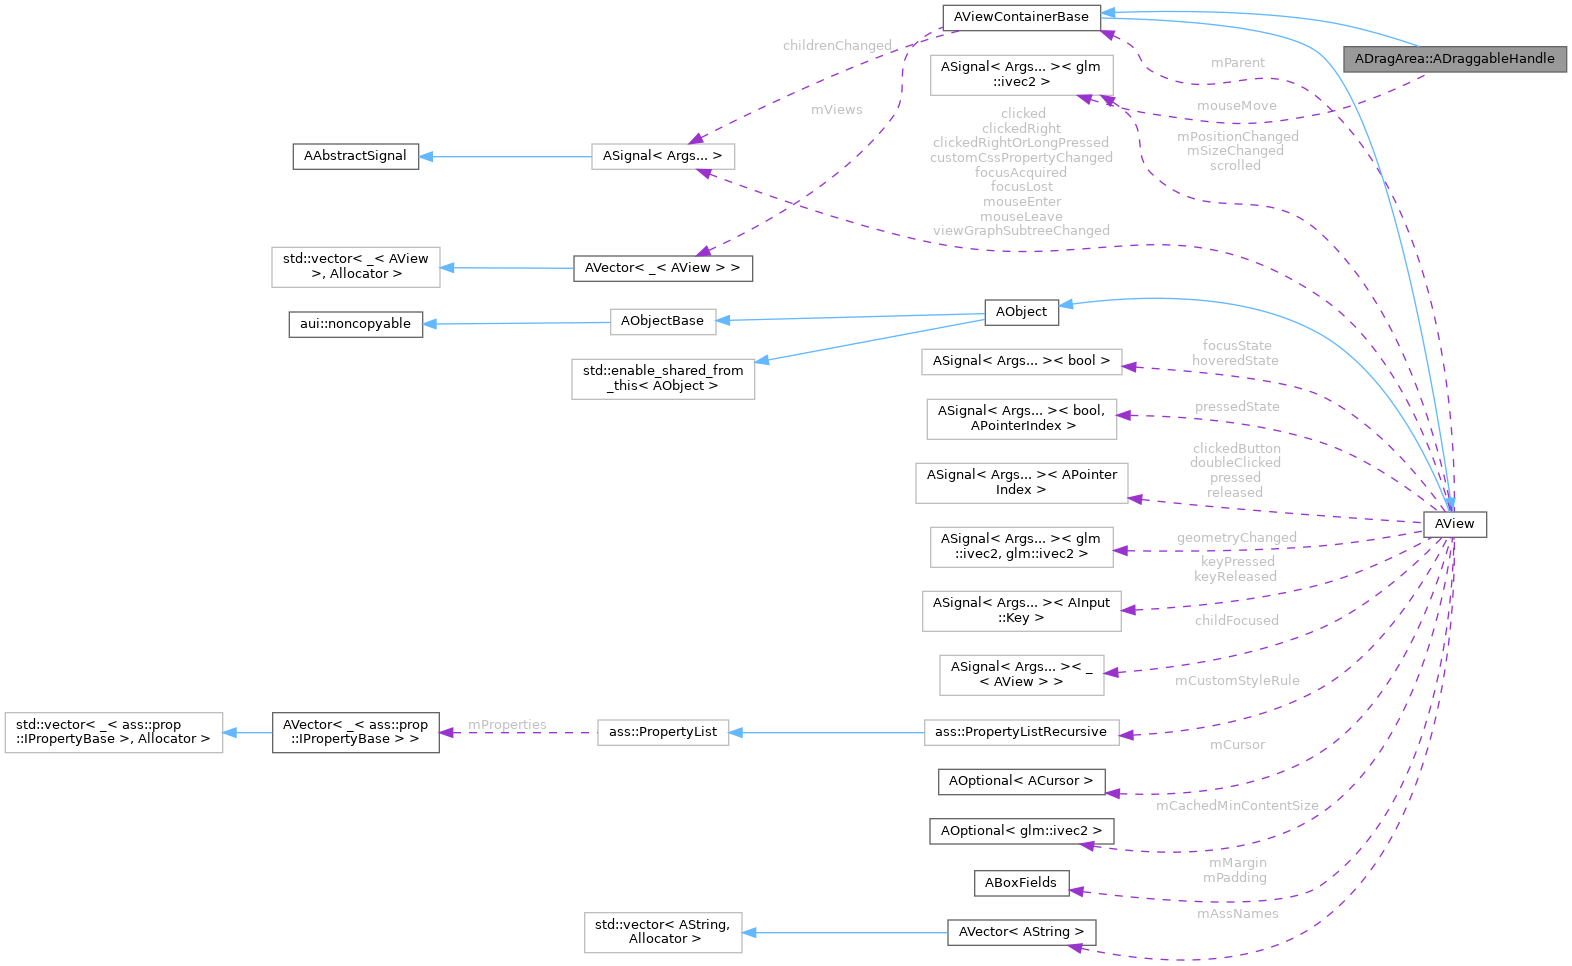 AViewContainerBase
childrenChanged
ADragArea::ADraggableHandle
mParent
ASignal< Args... >< glm
::ivec2 >
mouseMove
mViews
clicked
clickedRight
clickedRightOrLongPressed
customCssPropertyChanged
focusAcquired
focusLost
mouseEnter
mouseLeave
viewGraphSubtreeChanged
mPositionChanged
mSizeChanged
scrolled
AAbstractSignal
ASignal< Args... >
std::vector< _< AView
>, Allocator >
AVector< _< AView > >
aui::noncopyable
AObjectBase
AObject
std::enable_shared_from
_this< AObject >
ASignal< Args... >< bool >
focusState
hoveredState
ASignal< Args... >< bool,
APointerIndex >
pressedState
ASignal< Args... >< APointer
Index >
clickedButton
doubleClicked
pressed
released
AView
ASignal< Args... >< glm
::ivec2, glm::ivec2 >
geometryChanged
ASignal< Args... >< AInput
::Key >
keyPressed
keyReleased
childFocused
ASignal< Args... >< _
< AView > >
mCustomStyleRule
std::vector< _< ass::prop
::IPropertyBase >, Allocator >
AVector< _< ass::prop
::IPropertyBase > >
mProperties
ass::PropertyList
ass::PropertyListRecursive
mCursor
AOptional< ACursor >
mCachedMinContentSize
AOptional< glm::ivec2 >
mMargin
mPadding
ABoxFields
mAssNames
std::vector< AString,
Allocator >
AVector< AString >